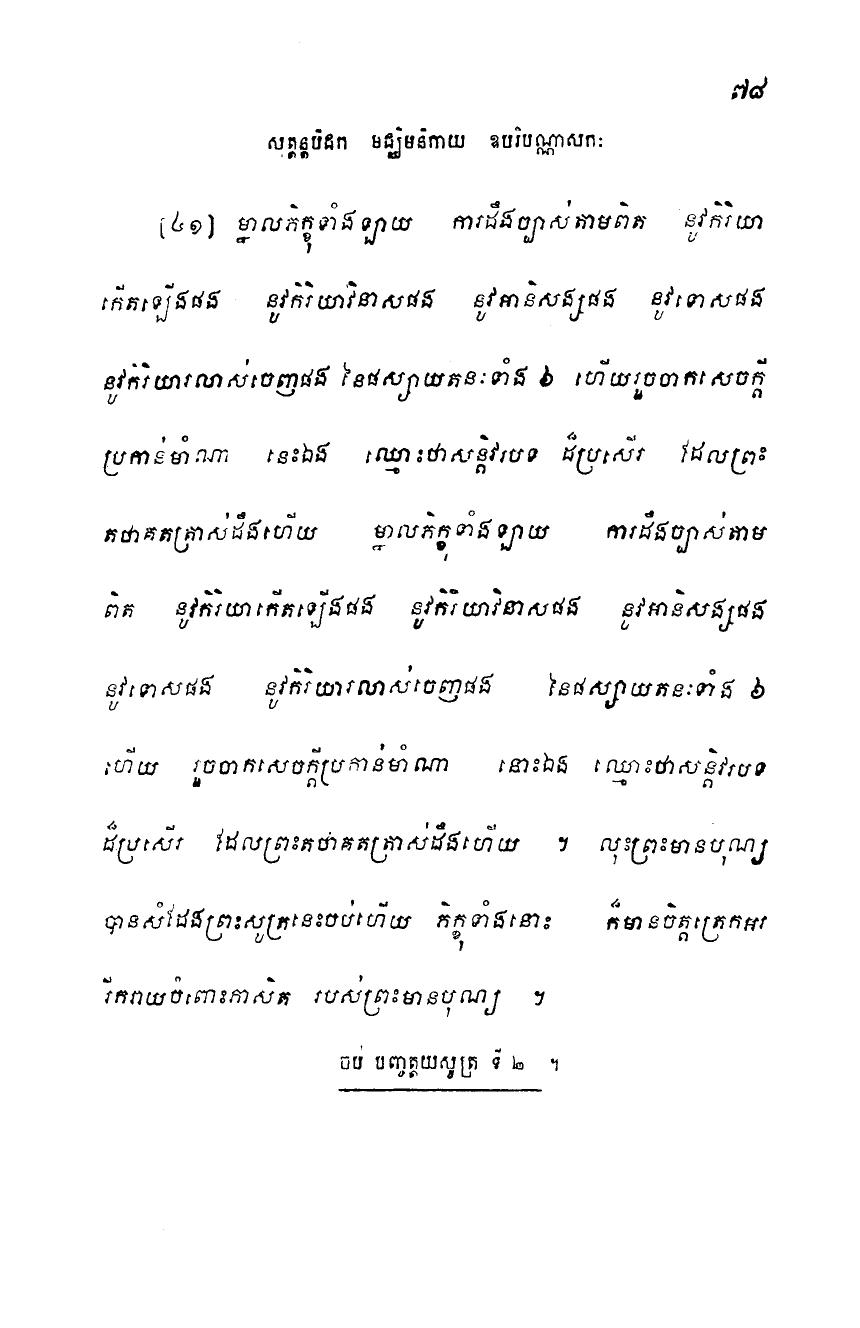 ៧៨
សុត្តន្តបិដក មជ្ឈិមនិកាយ ឧបរិបណ្ណាសកៈ
[៤១] ម្នាលភិក្ខុទាំងឡាយ ការដឹងច្បាស់តាមពិត នូវកិរិយា
កើតឡើងផង នូវកិរិយាវិនាសផង នូវអានិសង្សផង នូវទោសផង
នូវកិរិយារលាស់ចេញផង នៃផស្សាយតនៈទាំង ៦ ហើយរួចចាកសេចក្តី
ប្រកាន់មាំណា នេះឯង ឈ្មោះថាសន្តិវរបទ ដ៏ប្រសើរ ដែលព្រះ
តថាគតត្រាស់ដឹងហើយ ម្នាលភិក្ខុទាំងឡាយ ការដឹងច្បាស់តាម
ពិត នូវកិរិយាកើតឡើងផង នូវកិរិយាវិនាសផង នូវអានិសង្សផង
នូវទោសផង នូវកិរិយារលាស់ចេញផង នៃផស្សាយតនៈទាំង ៦
ហើយ រួចចាកសេចក្តីប្រកាន់មាំណា នោះឯង ឈ្មោះថាសន្តិវរបទ
ដ៏ប្រសើរ ដែលព្រះតថាគតត្រាស់ដឹងហើយ ។ លុះព្រះមានបុណ្យ
បានសំដែងព្រះសូត្រនេះចប់ហើយ ភិក្ខុទាំងនោះ ក៏មានចិត្តត្រេកអរ
រីករាយចំពោះភាសិត របស់ព្រះមានបុណ្យ ។
ចប់ បញ្ចត្តយសូត្រ ទី ២ ។